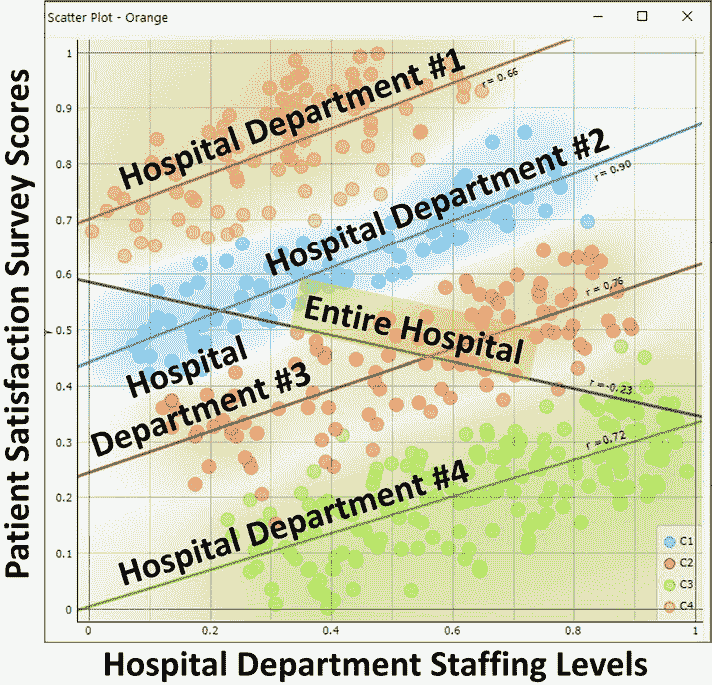 Scatter Plot - Orange
Patient Satisfaction Survey Scores
1
0.9
0.8
0.7
0.6
0.5
0.4
0.3
0.2
0.1
0
Hospital Department #1
r = 0.66
Hospital Department #2
r = 0.90
Entire Hospital
r = 0.76
Hospital
Department #3
r = -0.23
r = 0.72
Hospital Department #4
C1
C2
C3
C4
0
0.2
0.4
0.6
0.8
1
Hospital Department Staffing Levels